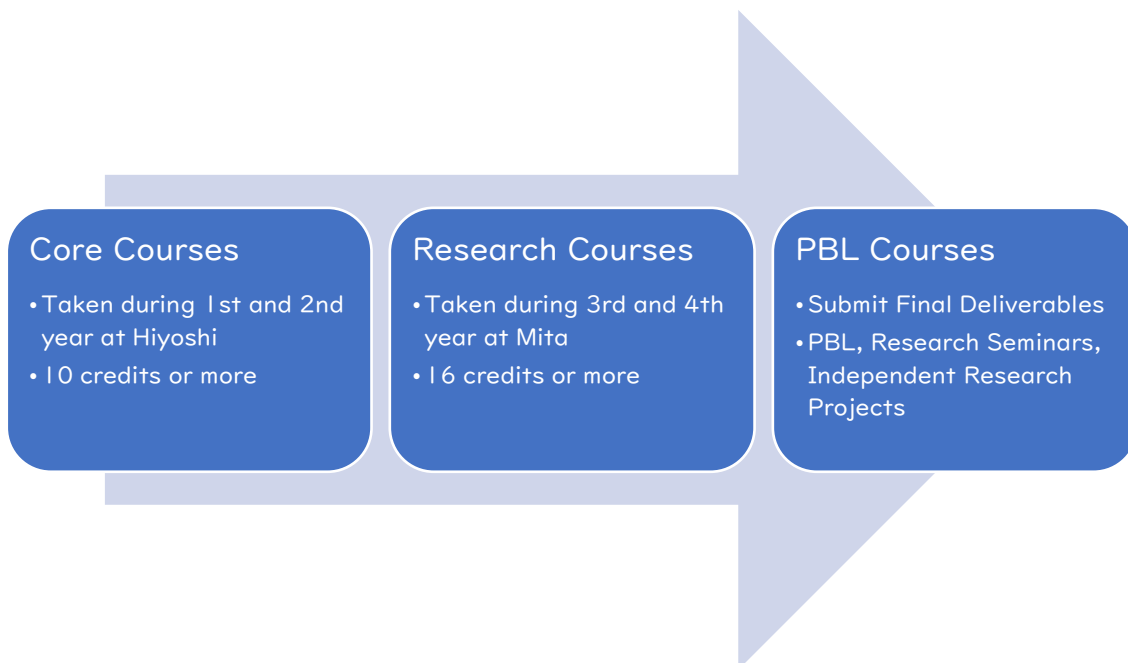 Core Courses
• Taken during 1st and 2nd
year at Hiyoshi
• 10 credits or more
Research Courses
• Taken during 3rd and 4th
year at Mita
• 16 credits or more
PBL Courses
• Submit Final Deliverables
• PBL, Research Seminars,
Independent Research
Projects